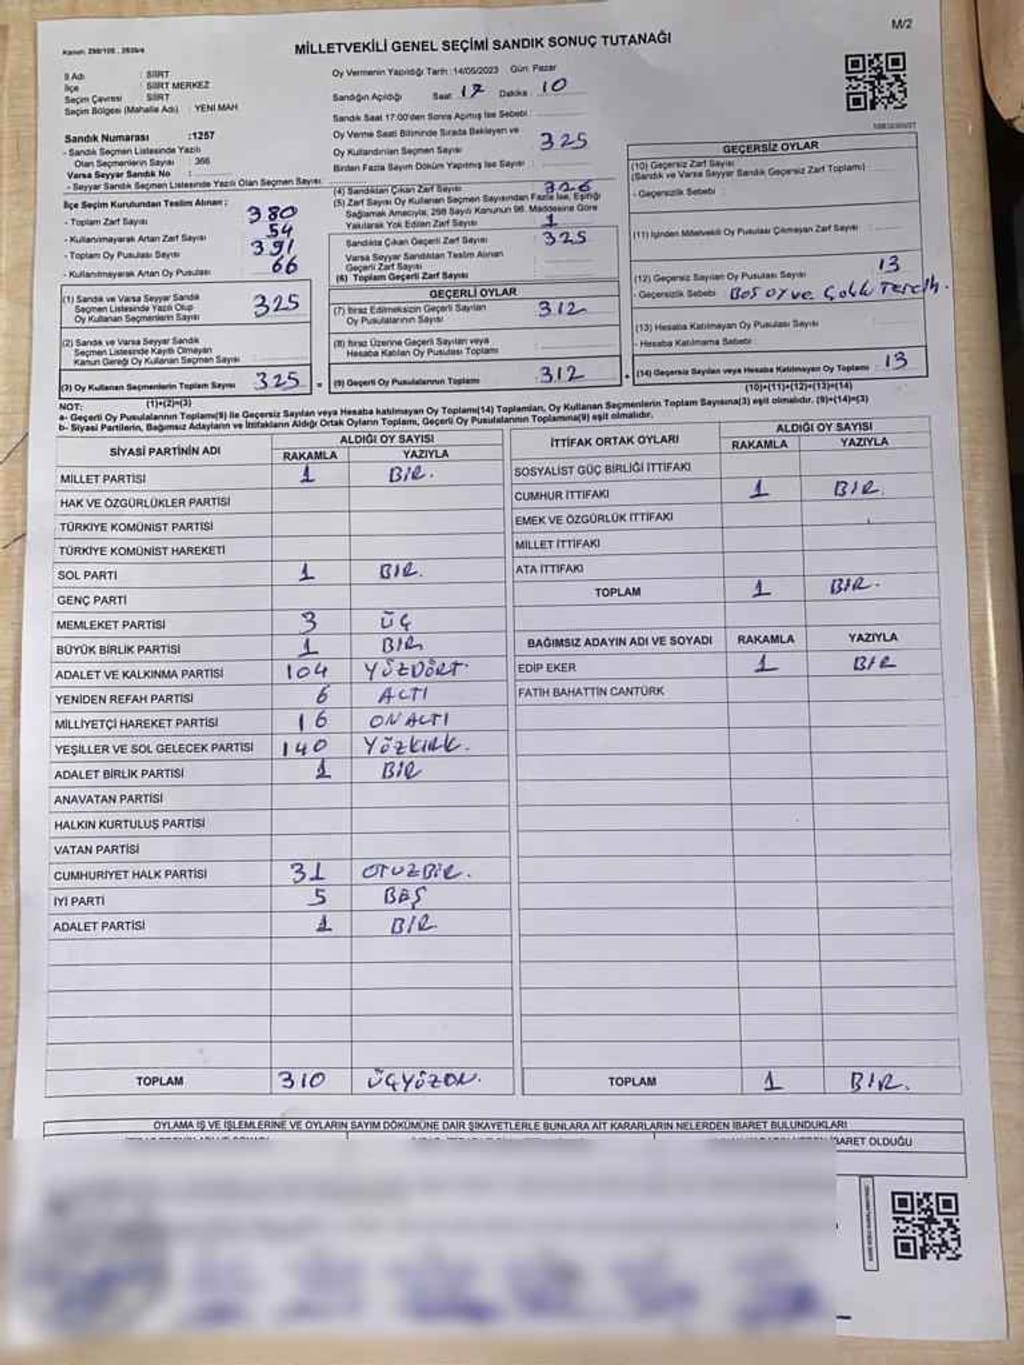 M/2
MİLLETVEKİLİ GENEL SEÇİMİ SANDIK SONUÇ TUTANAĞI
İl Adı : SİİRT
İlçe : SİİRT MERKEZ
Seçim Çevresi : SİİRT
Seçim Bölgesi (Mahalle Adı) : YENİ MAH
Sandık Numarası :1257
- Sandık Seçmen Listesinde Yazılı
Olan Seçmenlerin Sayısı : 366
Varsa Seyyar Sandık No :
- Seyyar Sandık Seçmen Listesinde Yazılı Olan Seçmen Sayısı:
İlçe Seçim Kurulundan Teslim Alınan :
- Toplam Zarf Sayısı 380
- Kullanılmayarak Artan Zarf Sayısı 54
- Toplam Oy Pusulası Sayısı 391
- Kullanılmayarak Artan Oy Pusulası 66
(1) Sandık ve Varsa Seyyar Sandık
Seçmen Listesinde Yazılı Olup
Oy Kullanan Seçmenlerin Sayısı 325
(2) Sandık ve Varsa Seyyar Sandık
Seçmen Listesinde Kayıtlı Olmayan
Kanun Gereği Oy Kullanan Seçmen Sayısı
(3) Oy Kullanan Seçmenlerin Toplam Sayısı 325
(1)+(2)=(3)
Oy Vermenin Yapıldığı Tarih :14/05/2023 Gün: Pazar
Sandığın Açıldığı Saat: 17 Dakika: 10
Sandık Saat 17:00'den Sonra Açılmış İse Sebebi :
Oy Verme Saati Bitiminde Sırada Bekleyen ve
Oy Kullandırılan Seçmen Sayısı 325
Birden Fazla Sayım Döküm Yapılmış İse Sayısı :
(4) Sandıktan Çıkan Zarf Sayısı 326
(5) Zarf Sayısı Oy Kullanan Seçmen Sayısından Fazla İse, Eşitliği
Sağlamak Amacıyla, 298 Sayılı Kanunun 98. Maddesine Göre
Yakılarak Yok Edilen Zarf Sayısı 1
Sandıkta Çıkan Geçerli Zarf Sayısı 325
Varsa Seyyar Sandıktan Teslim Alınan
Geçerli Zarf Sayısı
(6) Toplam Geçerli Zarf Sayısı
GEÇERLİ OYLAR
(7) İtiraz Edilmeksizin Geçerli Sayılan
Oy Pusulalarının Sayısı 312
(8) İtiraz Üzerine Geçerli Sayılan veya
Hesaba Katılan Oy Pusulası Toplamı
(9) Geçerli Oy Pusulalarının Toplamı 312
GEÇERSİZ OYLAR
(10) Geçersiz Zarf Sayısı
(Sandık ve Varsa Seyyar Sandık Geçersiz Zarf Toplamı)
- Geçersizlik Sebebi :
(11) İçinden Milletvekili Oy Pusulası Çıkmayan Zarf Sayısı
(12) Geçersiz Sayılan Oy Pusulası Sayısı 13
- Geçersizlik Sebebi : BoS oy ve Çoklu Tercih.
(13) Hesaba Katılmayan Oy Pusulası Sayısı
- Hesaba Katılmama Sebebi :
(14) Geçersiz Sayılan veya Hesaba Katılmayan Oy Toplamı 13
(10)+(11)+(12)+(13)=(14)
NOT:
a- Geçerli Oy Pusulaları Toplamı(9) ile Geçersiz Sayılan veya Hesaba katılmayan Oy Toplamı(14) Toplamları, Oy Kullanan Seçmenlerin Toplam Sayısına(3) eşit olmalıdır. (9)+(14)=(3)
b- Siyasi Partilerin, Bağımsız Adayların ve İttifakların Aldığı Ortak Oyların Toplamı, Geçerli Oy Pusulalarının Toplamına(9) eşit olmalıdır.
SİYASİ PARTİNİN ADI ALDIĞI OY SAYISI
RAKAMLA YAZIYLA
MİLLET PARTİSİ 1 BİR.
HAK VE ÖZGÜRLÜKLER PARTİSİ
TÜRKİYE KOMÜNİST PARTİSİ
TÜRKİYE KOMÜNİST HAREKETİ
SOL PARTİ 1 BİR.
GENÇ PARTİ
MEMLEKET PARTİSİ 3 ÜÇ
BÜYÜK BİRLİK PARTİSİ 1 BİR
ADALET VE KALKINMA PARTİSİ 104 YÜZDÖRT.
YENİDEN REFAH PARTİSİ 6 ALTI
MİLLİYETÇİ HAREKET PARTİSİ 16 ONALTI
YEŞİLLER VE SOL GELECEK PARTİSİ 140 YÜZKIRK.
ADALET BİRLİK PARTİSİ 1 BİR
ANAVATAN PARTİSİ
HALKIN KURTULUŞ PARTİSİ
VATAN PARTİSİ
CUMHURİYET HALK PARTİSİ 31 OTUZBİR.
İYİ PARTİ 5 BEŞ
ADALET PARTİSİ 1 BİR
TOPLAM 310 ÜÇYÜZON.
İTTİFAK ORTAK OYLARI ALDIĞI OY SAYISI
RAKAMLA YAZIYLA
SOSYALİST GÜÇ BİRLİĞİ İTTİFAKI
CUMHUR İTTİFAKI 1 BİR.
EMEK VE ÖZGÜRLÜK İTTİFAKI
MİLLET İTTİFAKI
ATA İTTİFAKI
TOPLAM 1 BİR.
BAĞIMSIZ ADAYIN ADI VE SOYADI RAKAMLA YAZIYLA
EDİP EKER 1 BİR
FATİH BAHATTİN CANTÜRK
TOPLAM 1 BİR.
OYLAMA İŞ VE İŞLEMLERİNE VE OYLARIN SAYIM DÖKÜMÜNE DAİR ŞİKAYETLERLE BUNLARA AİT KARARLARIN NELERDEN İBARET BULUNDUKLARI
İBARET OLDUĞU